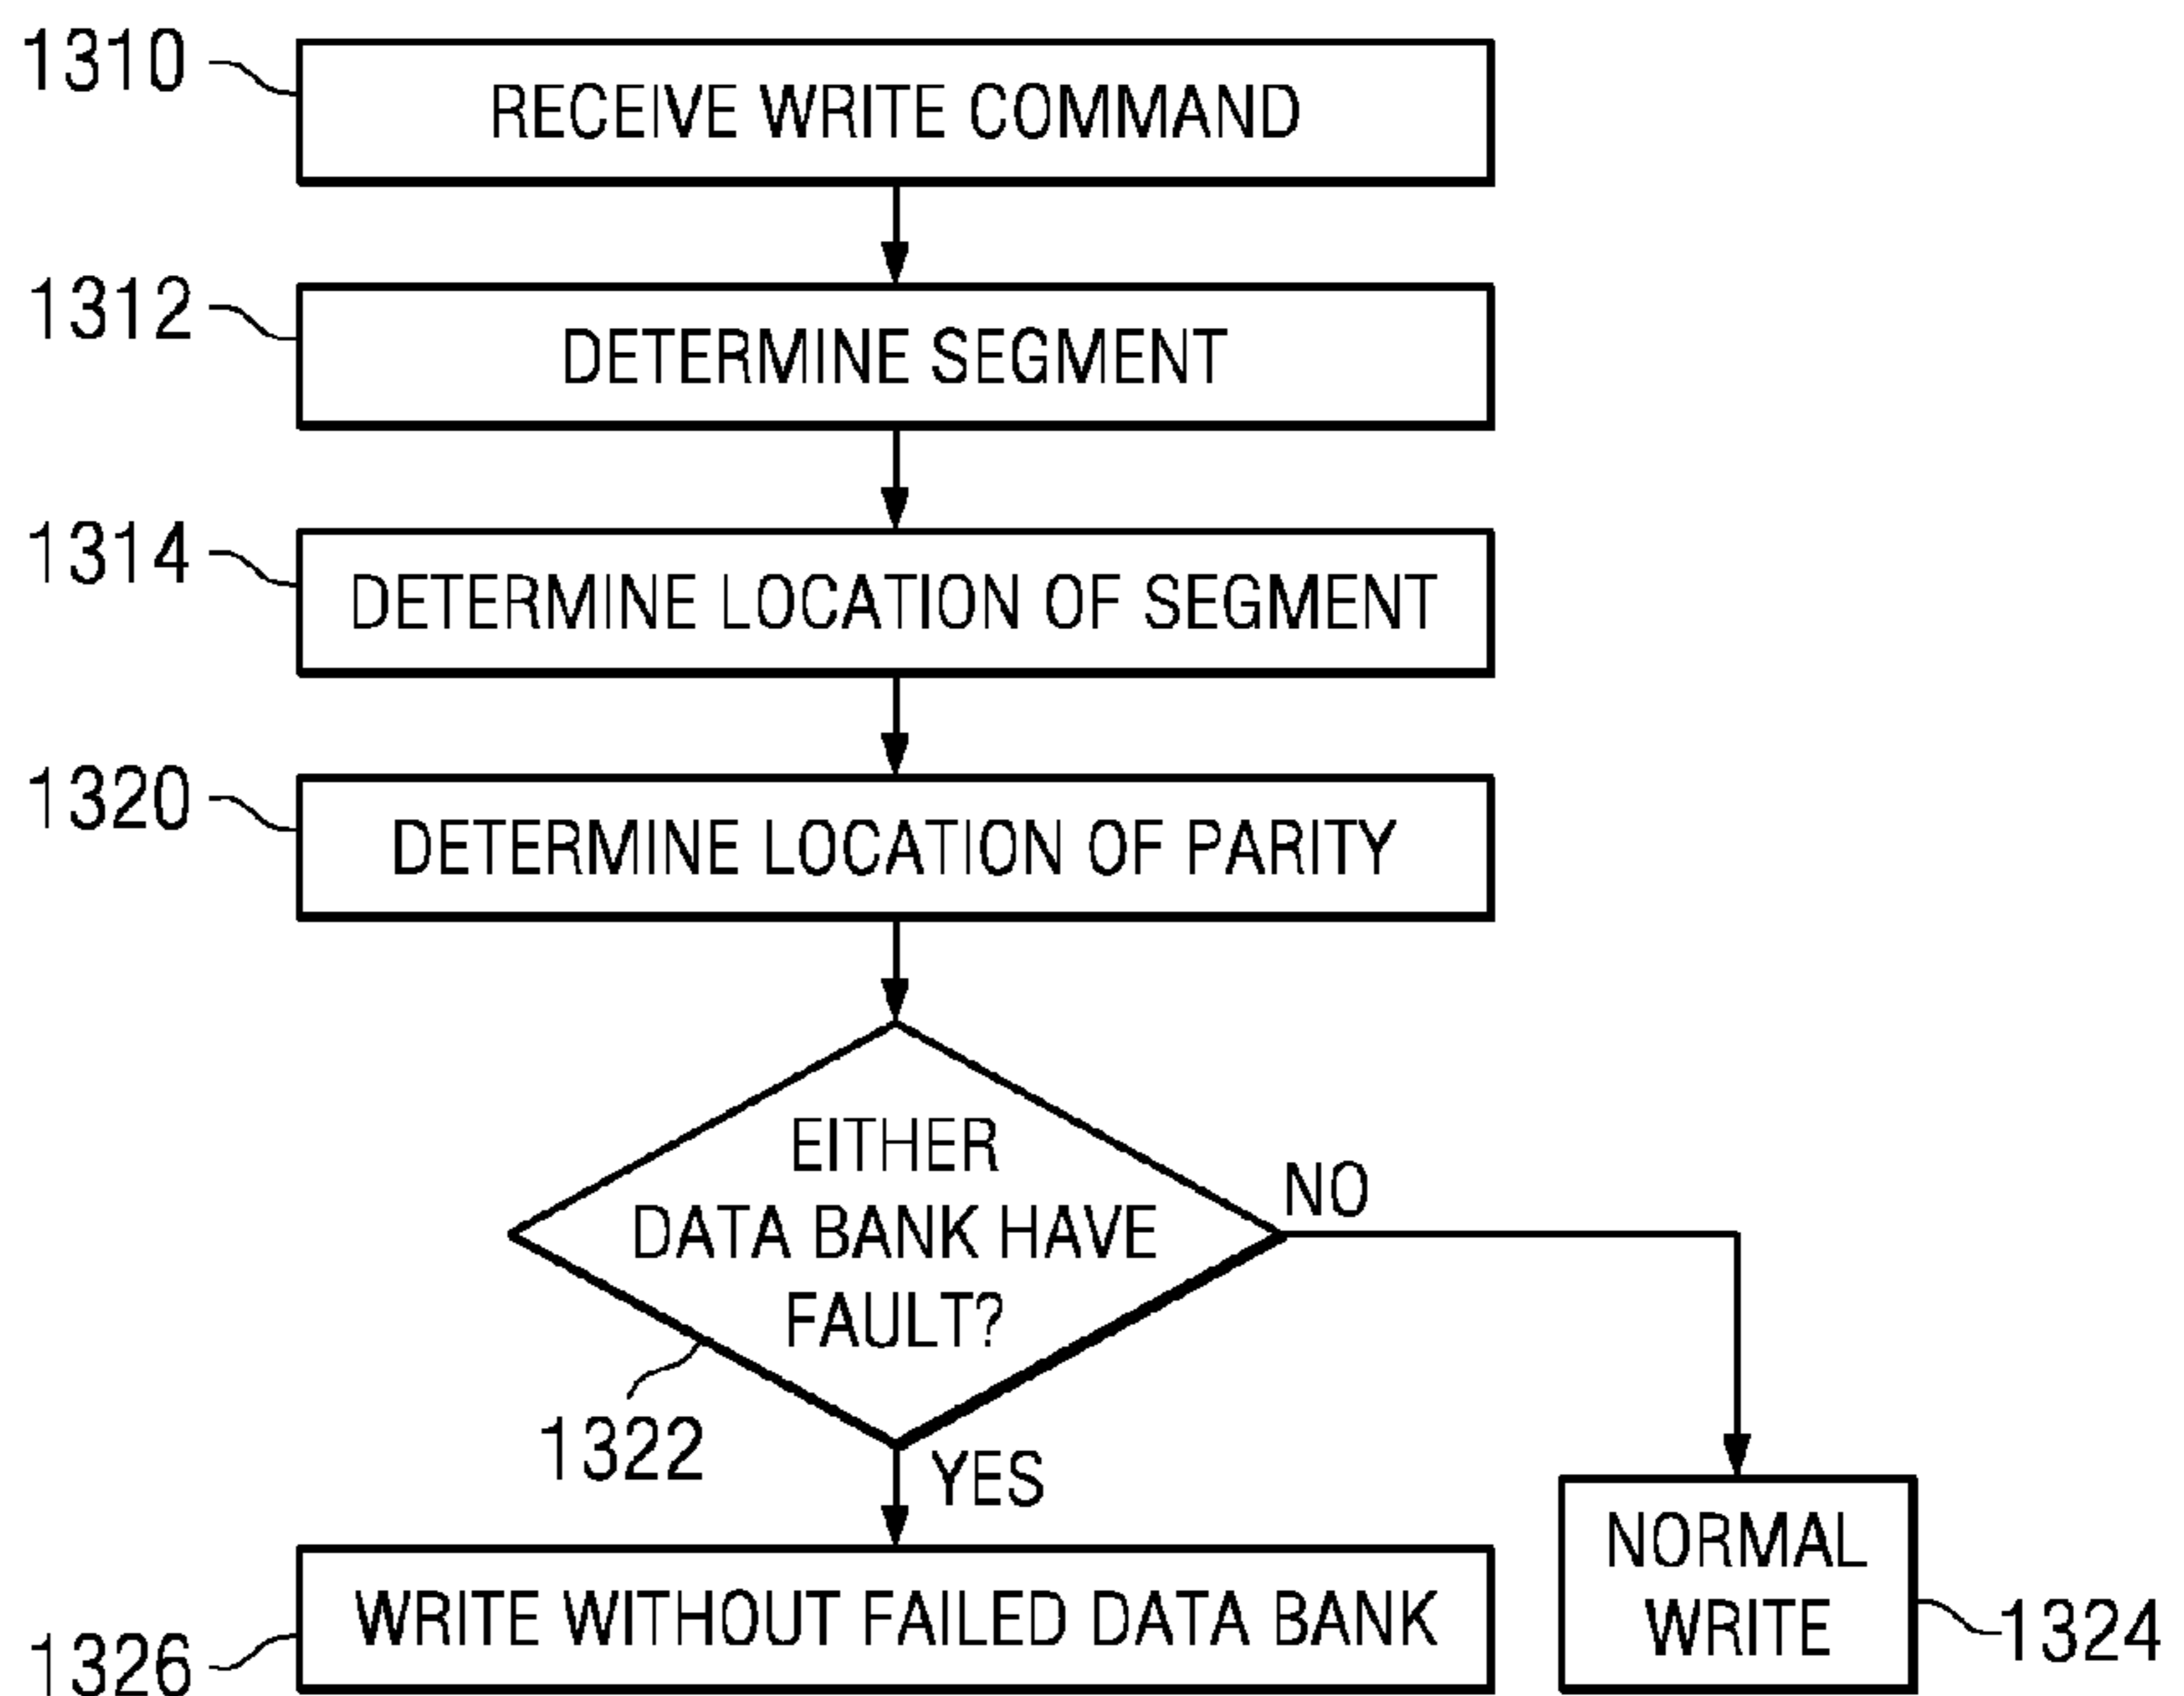 1310
RECEIVE WRITE COMMAND
1312
DETERMINE SEGMENT
1314
DETERMINE LOCATION OF SEGMENT
1320
DETERMINE LOCATION OF PARITY
EITHER
DATA BANK HAVE
FAULT?
NO
1322
YES
NORMAL
WRITE
1324
WRITE WITHOUT FAILED DATA BANK
1326